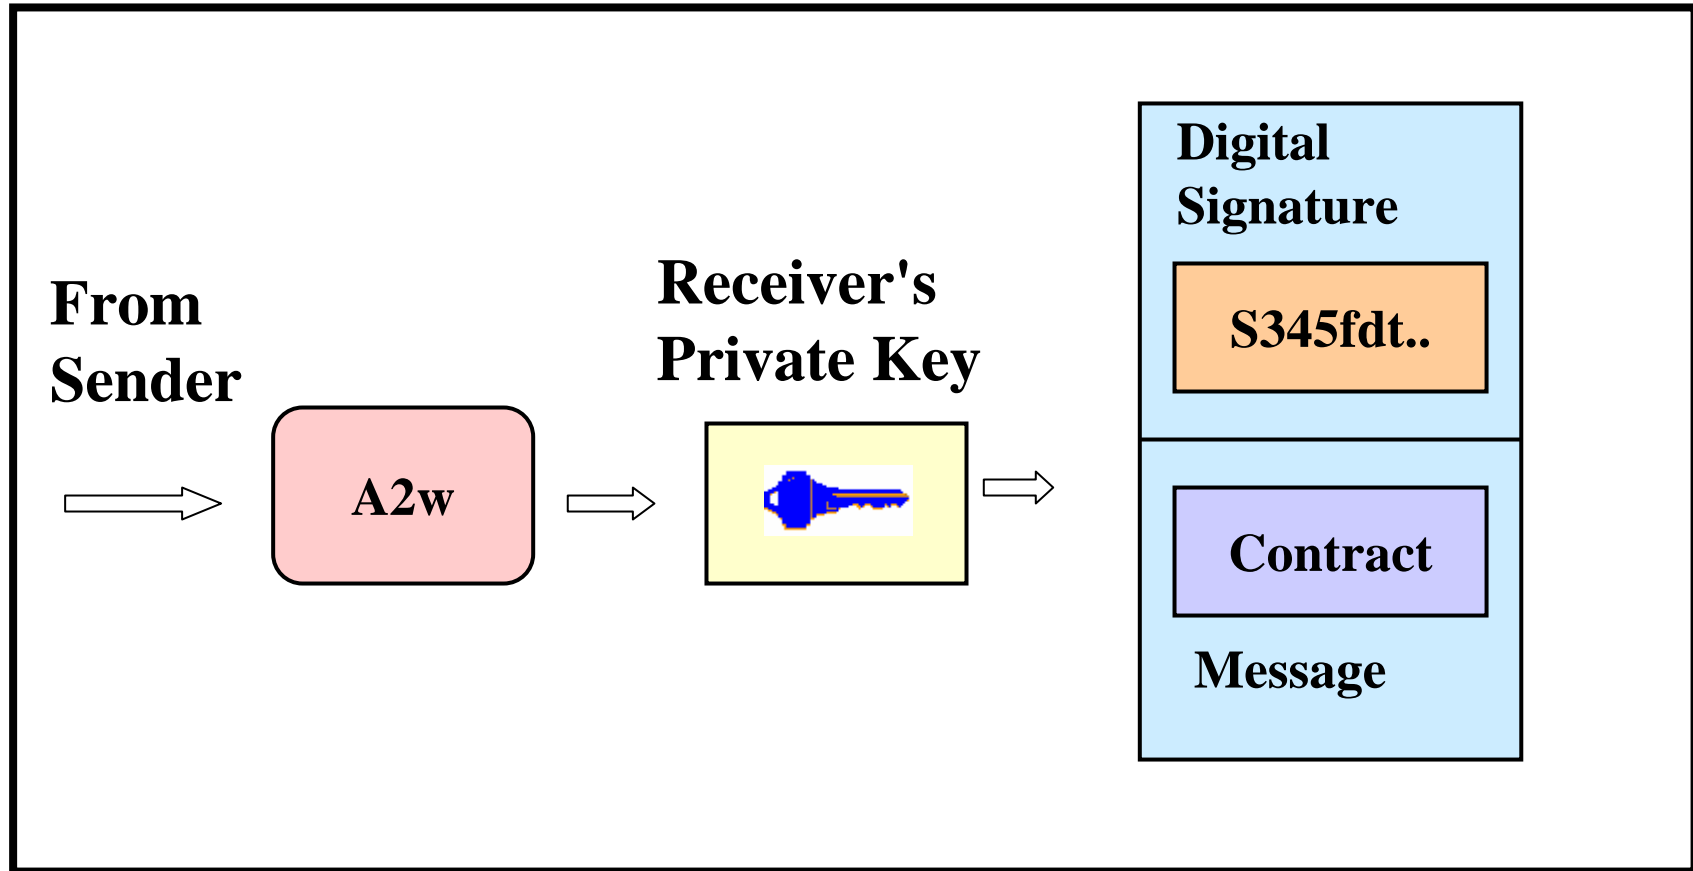 From
Sender
A2w
Receiver's
Private Key
Digital
Signature
S345fdt..
Contract
Message